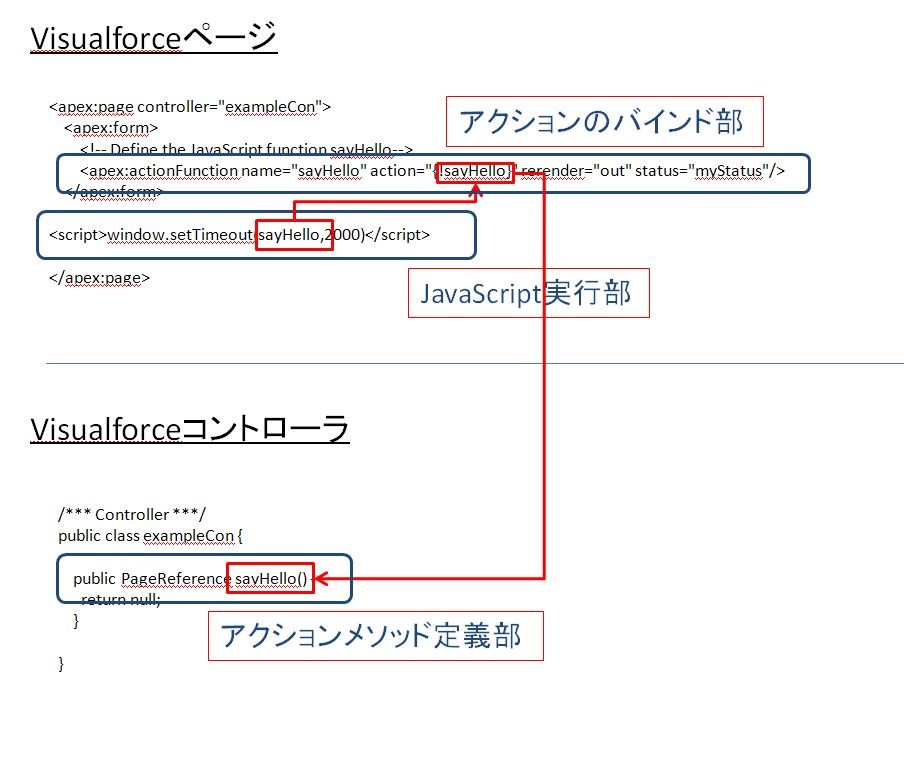 Visualforceページ
<apex:page controller="exampleCon">
アクションのバインド部
<apex:form>
<!-- Define the JavaScript function sayHello-->
<apex:actionFunction name="sayHello" action="{!sayHello}" rerender="out" status="myStatus"/>
</apex:form>
<script>window.setTimeout(sayHello,2000)</script>
</apex:page>
JavaScript実行部
Visualforceコントローラ
/*** Controller ***/
public class exampleCon {
public PageReference sayHello()
return null;
}
アクションメソッド定義部
}